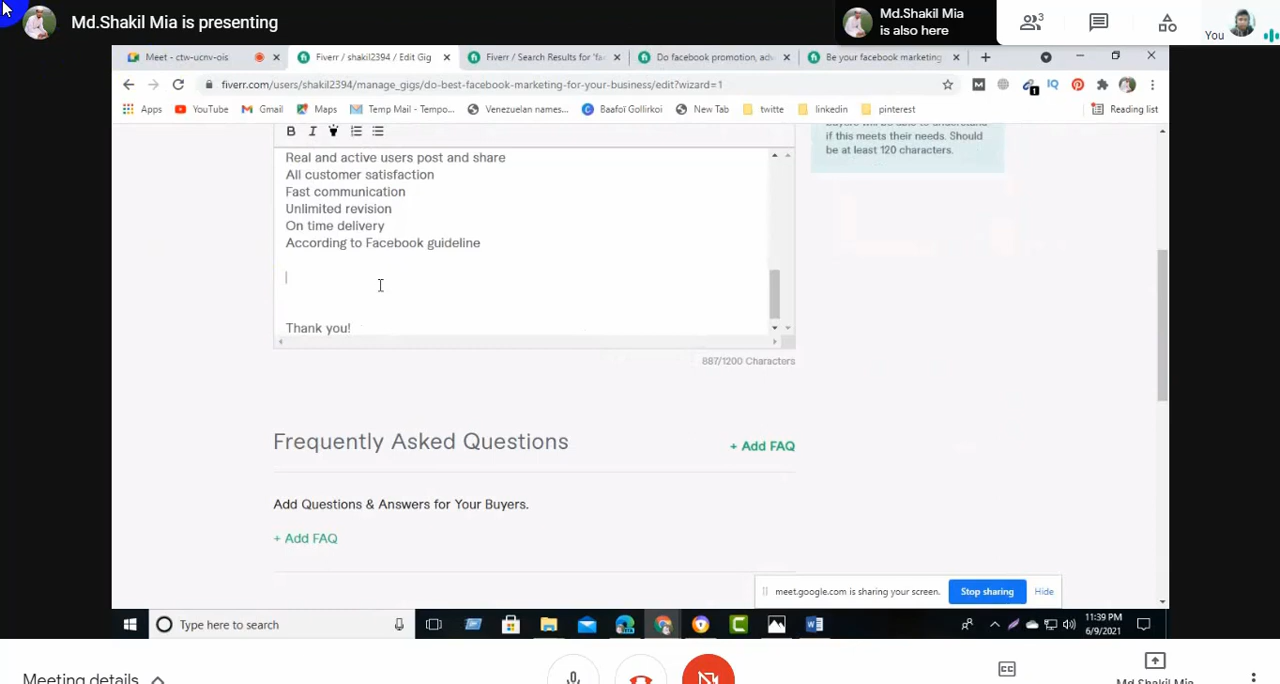 Md.Shakil Mia is presenting
Md.Shakil Mia
is also here
3
You
Meet - ctw-ucnv-ois
Fiverr / shakil2394 / Edit Gig
Fiverr / Search Results for 'fa
Do facebook promotion, adv
Be your facebook marketing
fiverr.com/users/shakil2394/manage_gigs/do-best-facebook-marketing-for-your-business/edit?wizard=1
Apps
YouTube
Gmail
Maps
Temp Mail - Tempo...
Venezuelan names...
Baafoï Gollirkoi
New Tab
twitte
linkedin
pinterest
Reading list
B I
if this meets their needs. Should
be at least 120 characters.
Real and active users post and share
All customer satisfaction
Fast communication
Unlimited revision
On time delivery
According to Facebook guideline
Thank you!
887/1200 Characters
Frequently Asked Questions
+ Add FAQ
Add Questions & Answers for Your Buyers.
+ Add FAQ
meet.google.com is sharing your screen.
Stop sharing
Hide
Type here to search
11:39 PM
6/9/2021
Meeting details
Md.Shakil Mia